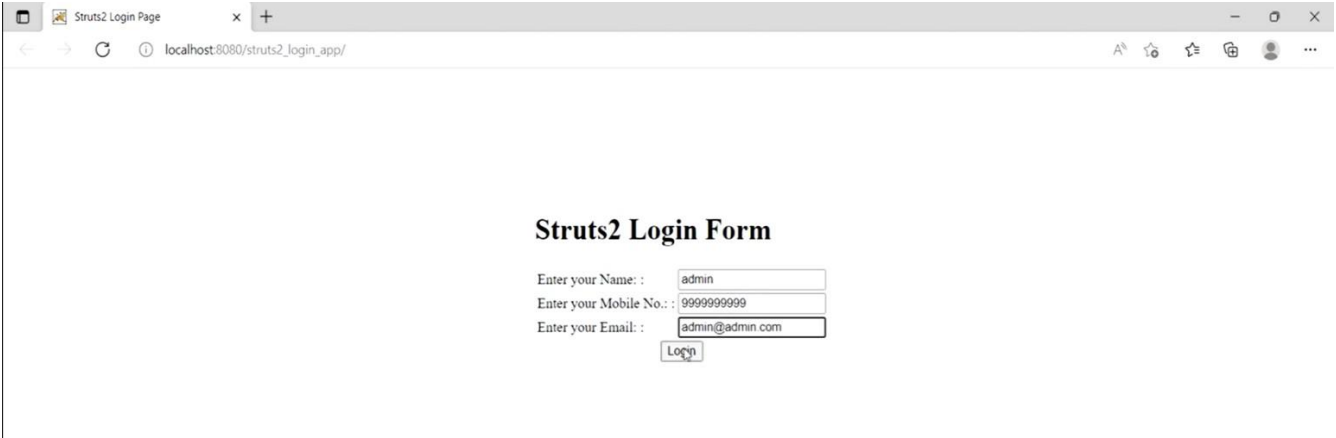 Struts2 Login Page
localhost:8080/struts2_login_app/
Struts2 Login Form
Enter your Name: : admin
Enter your Mobile No.: : 9999999999
Enter your Email: : admin@admin.com
Login